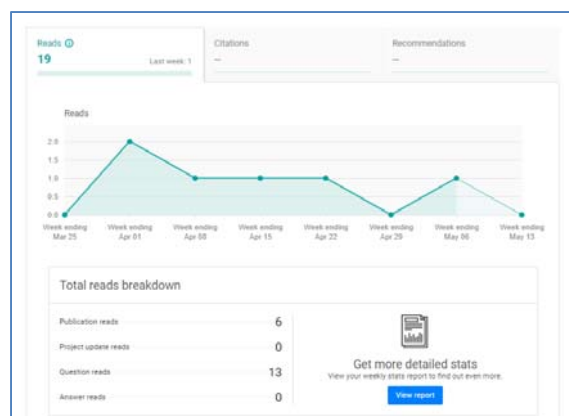 Reads
19
Last week: 1
Citations
—
Recommendations
—
Reads
2.0
1.5
1.0
0.5
0.0
Week ending Mar 25
Week ending Apr 01
Week ending Apr 08
Week ending Apr 15
Week ending Apr 22
Week ending Apr 29
Week ending May 06
Week ending May 13
Total reads breakdown
Publication reads 6
Project update reads 0
Question reads 13
Answer reads 0
Get more detailed stats
View your weekly stats report to find out even more.
View report